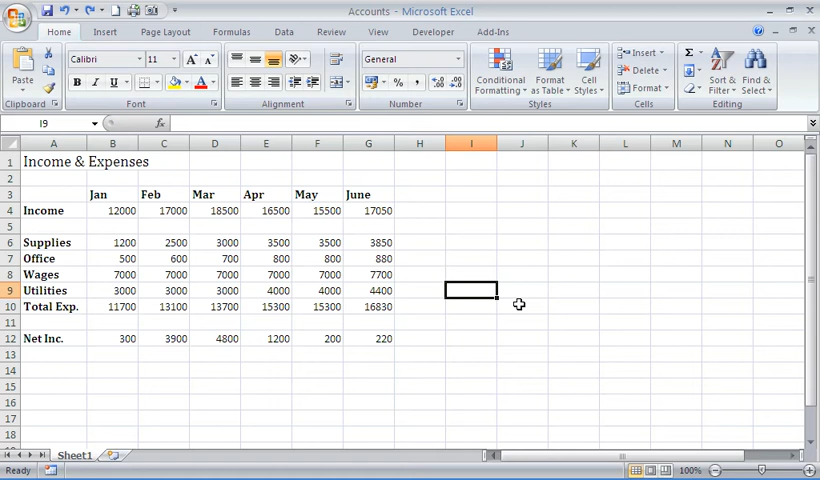 Accounts - Microsoft Excel
Home Insert Page Layout Formulas Data Review View Developer Add-Ins
Paste
Clipboard
Calibri 11
B I U
Font
Alignment
General
% ,
Number
Conditional Formatting
Format as Table
Cell Styles
Styles
Insert
Delete
Format
Cells
Σ
Sort & Filter
Find & Select
Editing
I9 fx
A B C D E F G H I J K L M N O
1 Income & Expenses
2
3 Jan Feb Mar Apr May June
4 Income 12000 17000 18500 16500 15500 17050
5
6 Supplies 1200 2500 3000 3500 3500 3850
7 Office 500 600 700 800 800 880
8 Wages 7000 7000 7000 7000 7000 7700
9 Utilities 3000 3000 3000 4000 4000 4400
10 Total Exp. 11700 13100 13700 15300 15300 16830
11
12 Net Inc. 300 3900 4800 1200 200 220
13
14
15
16
17
18
Sheet1
Ready 100%